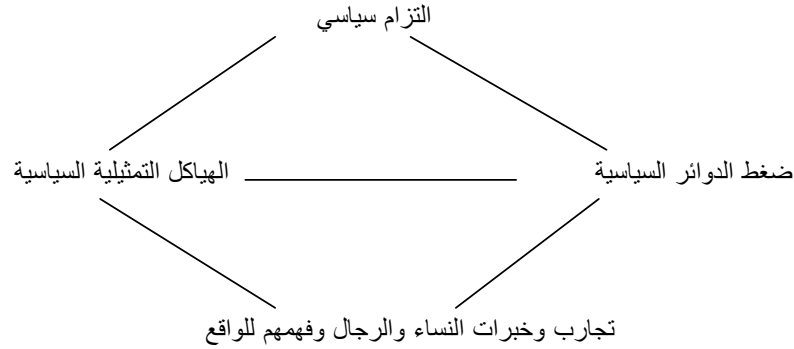 التزام سياسي
ضغط الدوائر السياسية
الهياكل التمثيلية السياسية
تجارب وخبرات النساء والرجال وفهمهم للواقع